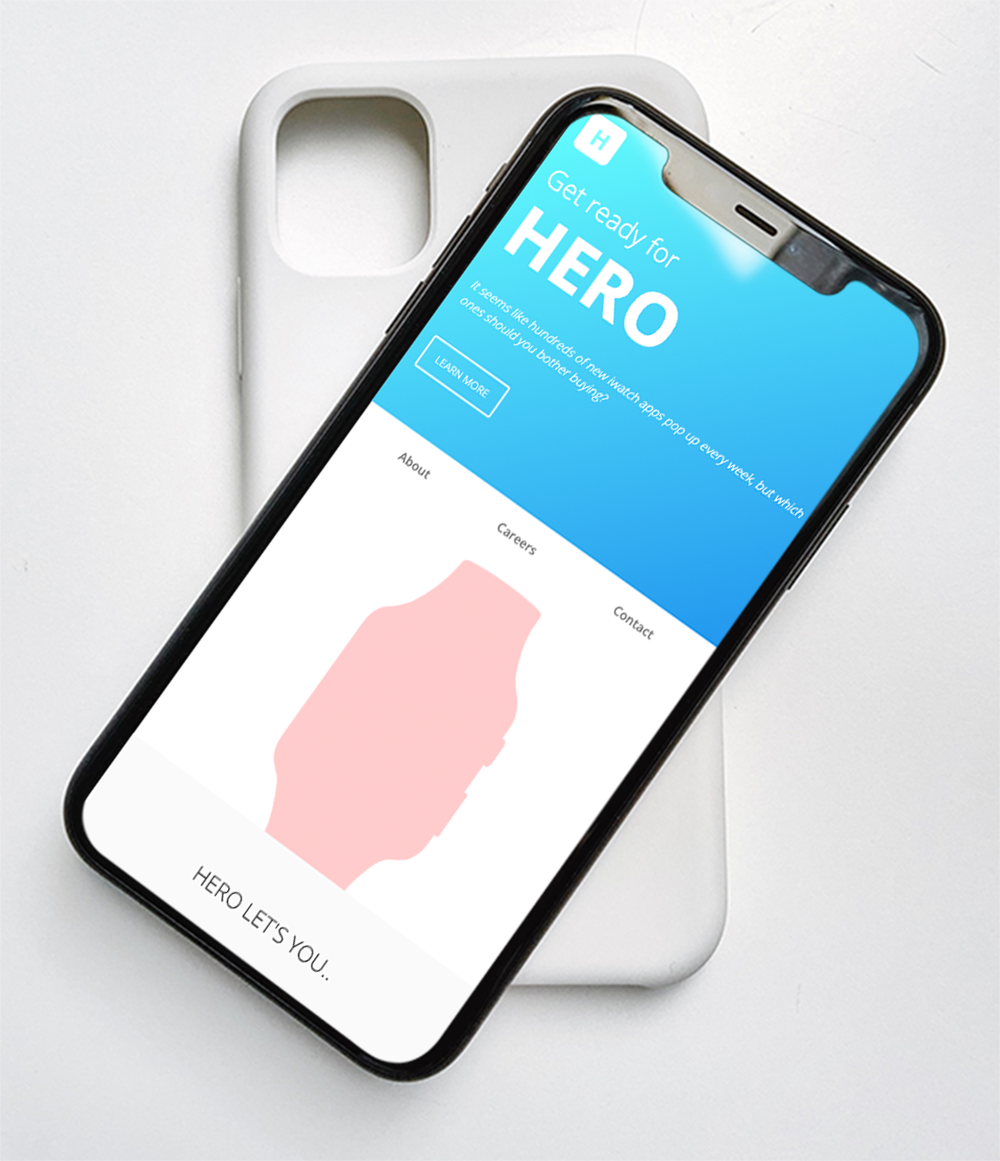 H
Get ready for
HERO
It seems like hundreds of new iwatch apps pop up every week, but which
ones should you bother buying?
LEARN MORE
About
Careers
Contact
HERO LET'S YOU..